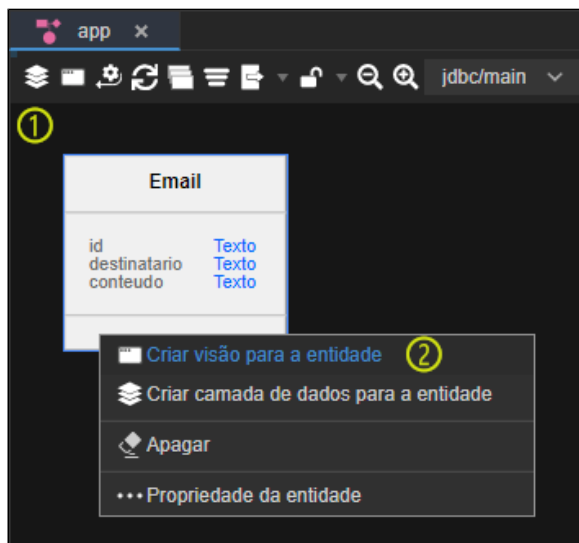 app ×
jdbc/main
1
Email
id Texto
destinatario Texto
conteudo Texto
Criar visão para a entidade 2
Criar camada de dados para a entidade
Apagar
Propriedade da entidade